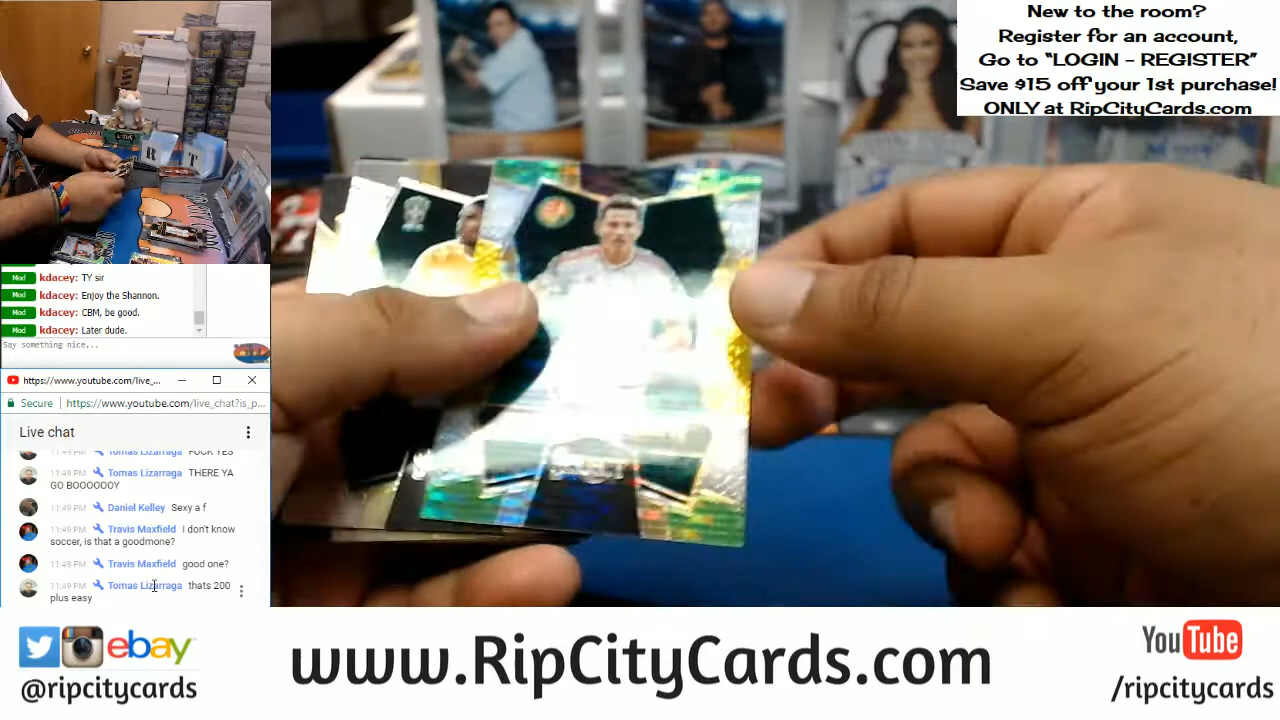 New to the room?
Register for an account,
Go to "LOGIN - REGISTER"
Save $15 off your 1st purchase!
ONLY at RipCityCards.com
R T
Mod kdacey: TY sir
Mod kdacey: Enjoy the Shannon.
Mod kdacey: CBM, be good.
Mod kdacey: Later dude.
Say something nice...
https://www.youtube.com/live_...
Secure https://www.youtube.com/live_chat?is_p...
Live chat
11:49 PM Tomas Lizarraga FUCK YES
11:49 PM Tomas Lizarraga THERE YA
GO BOOOOOOY
11:49 PM Daniel Kelley Sexy a f
11:49 PM Travis Maxfield I don't know
soccer, is that a goodmone?
11:49 PM Travis Maxfield good one?
11:49 PM Tomas Lizarraga thats 200
plus easy
ebay
@ripcitycards
www.RipCityCards.com
YouTube
/ripcitycards